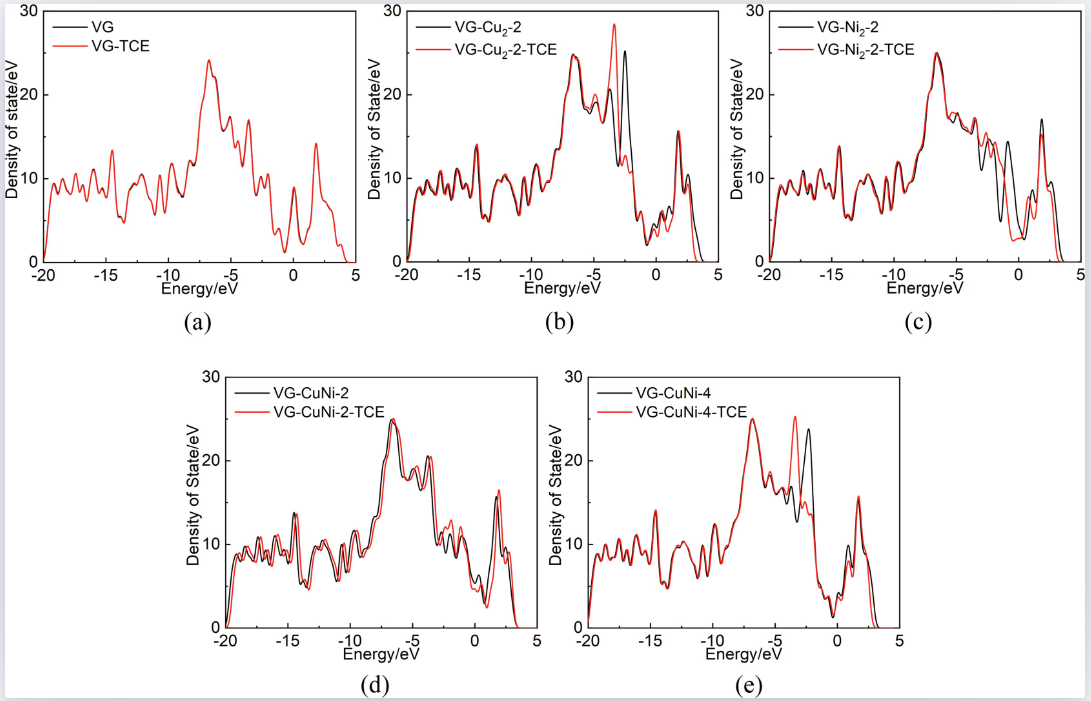 VG
VG-TCE
Density of state/eV
30
20
10
0
-20 -15 -10 -5 0 5
Energy/eV
(a)
VG-Cu₂-2
VG-Cu₂-2-TCE
Density of State/eV
30
20
10
0
-20 -15 -10 -5 0 5
Energy/eV
(b)
VG-Ni₂-2
VG-Ni₂-2-TCE
Density of State/eV
30
20
10
0
-20 -15 -10 -5 0 5
Energy/eV
(c)
VG-CuNi-2
VG-CuNi-2-TCE
Density of State/eV
30
20
10
0
-20 -15 -10 -5 0 5
Energy/eV
(d)
VG-CuNi-4
VG-CuNi-4-TCE
Density of State/eV
30
20
10
0
-20 -15 -10 -5 0 5
Energy/eV
(e)